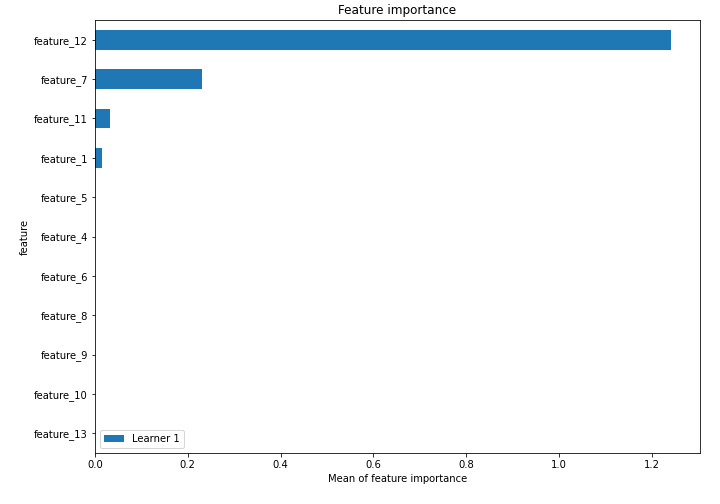 Feature importance
feature_12
feature_7
feature_11
feature_1
feature_5
feature_4
feature_6
feature_8
feature_9
feature_10
feature_13
feature
Learner 1
0.0 0.2 0.4 0.6 0.8 1.0 1.2
Mean of feature importance